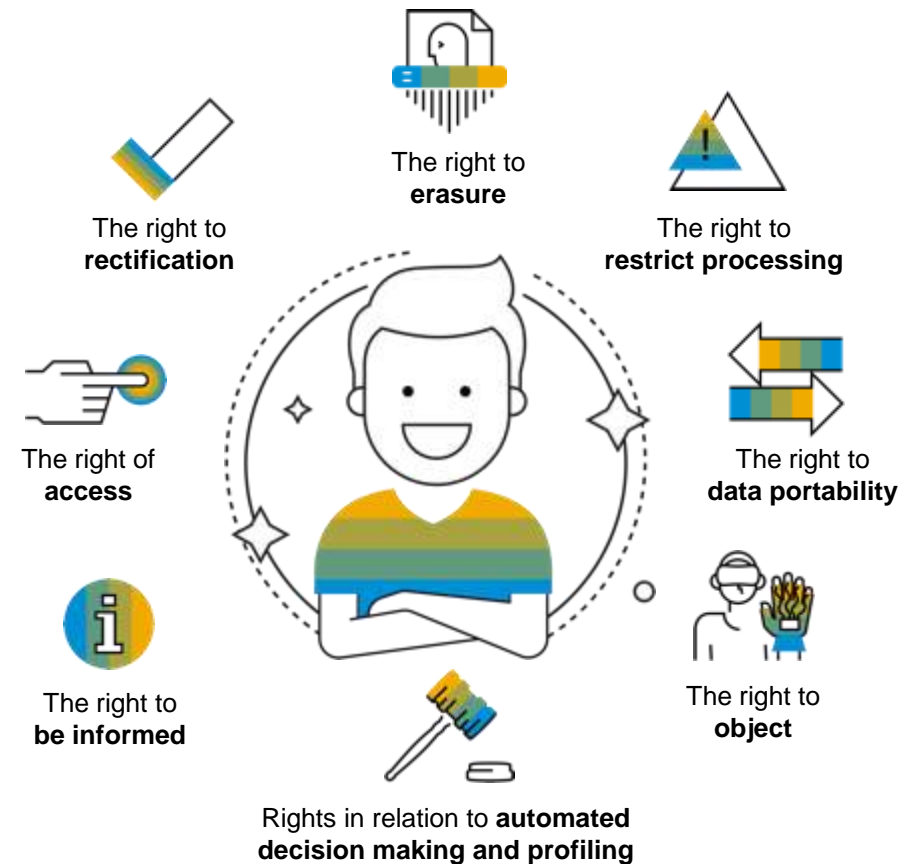 The right to
erasure
The right to
rectification
The right to
restrict processing
The right of
access
The right to
data portability
The right to
be informed
The right to
object
Rights in relation to automated
decision making and profiling